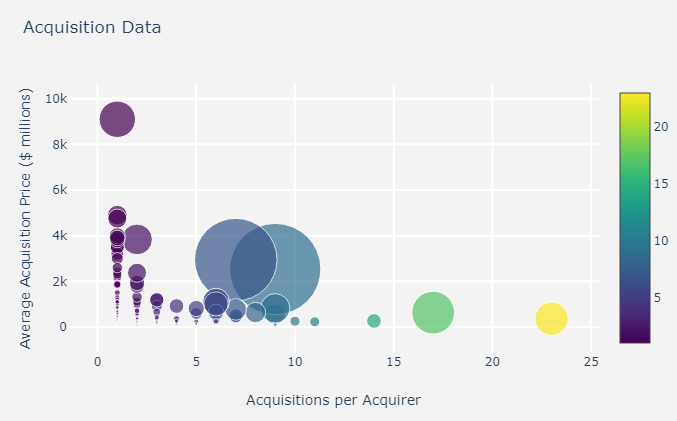 Acquisition Data
Average Acquisition Price ($ millions)
10k
8k
6k
4k
2k
0
0
5
10
15
20
25
Acquisitions per Acquirer
20
15
10
5